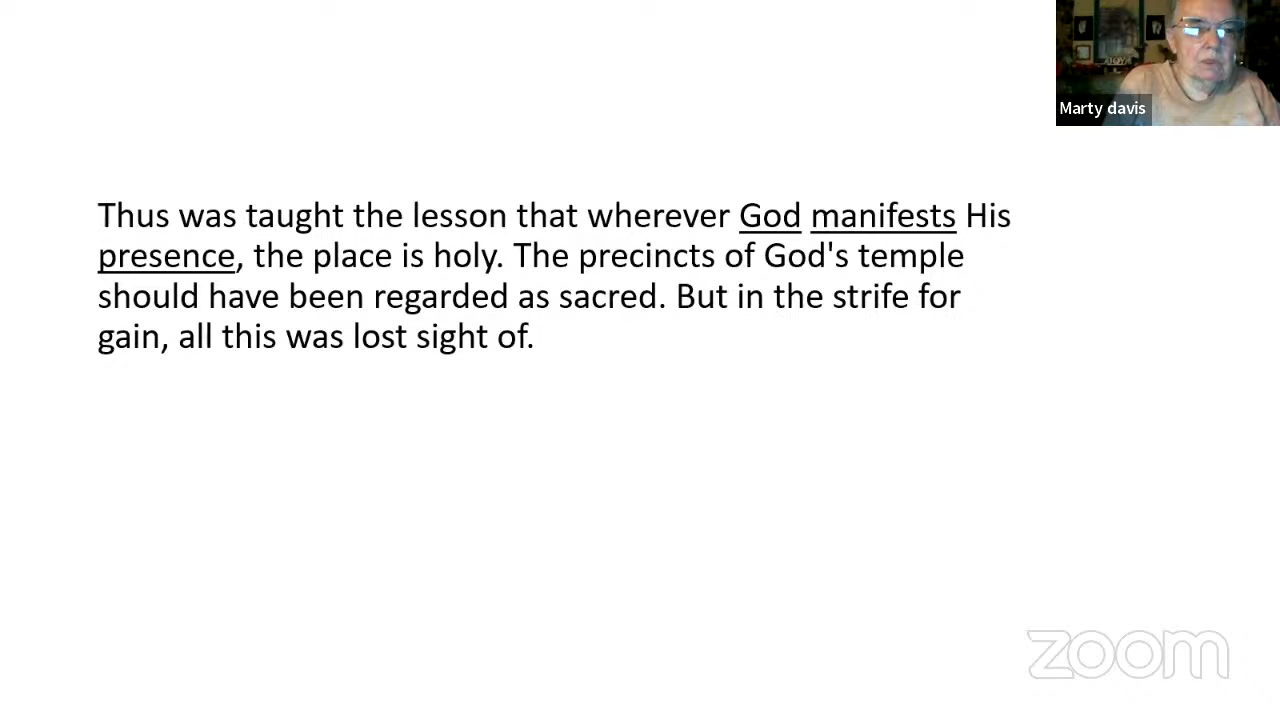 Marty davis
Thus was taught the lesson that wherever God manifests His
presence, the place is holy. The precincts of God's temple
should have been regarded as sacred. But in the strife for
gain, all this was lost sight of.
zoom